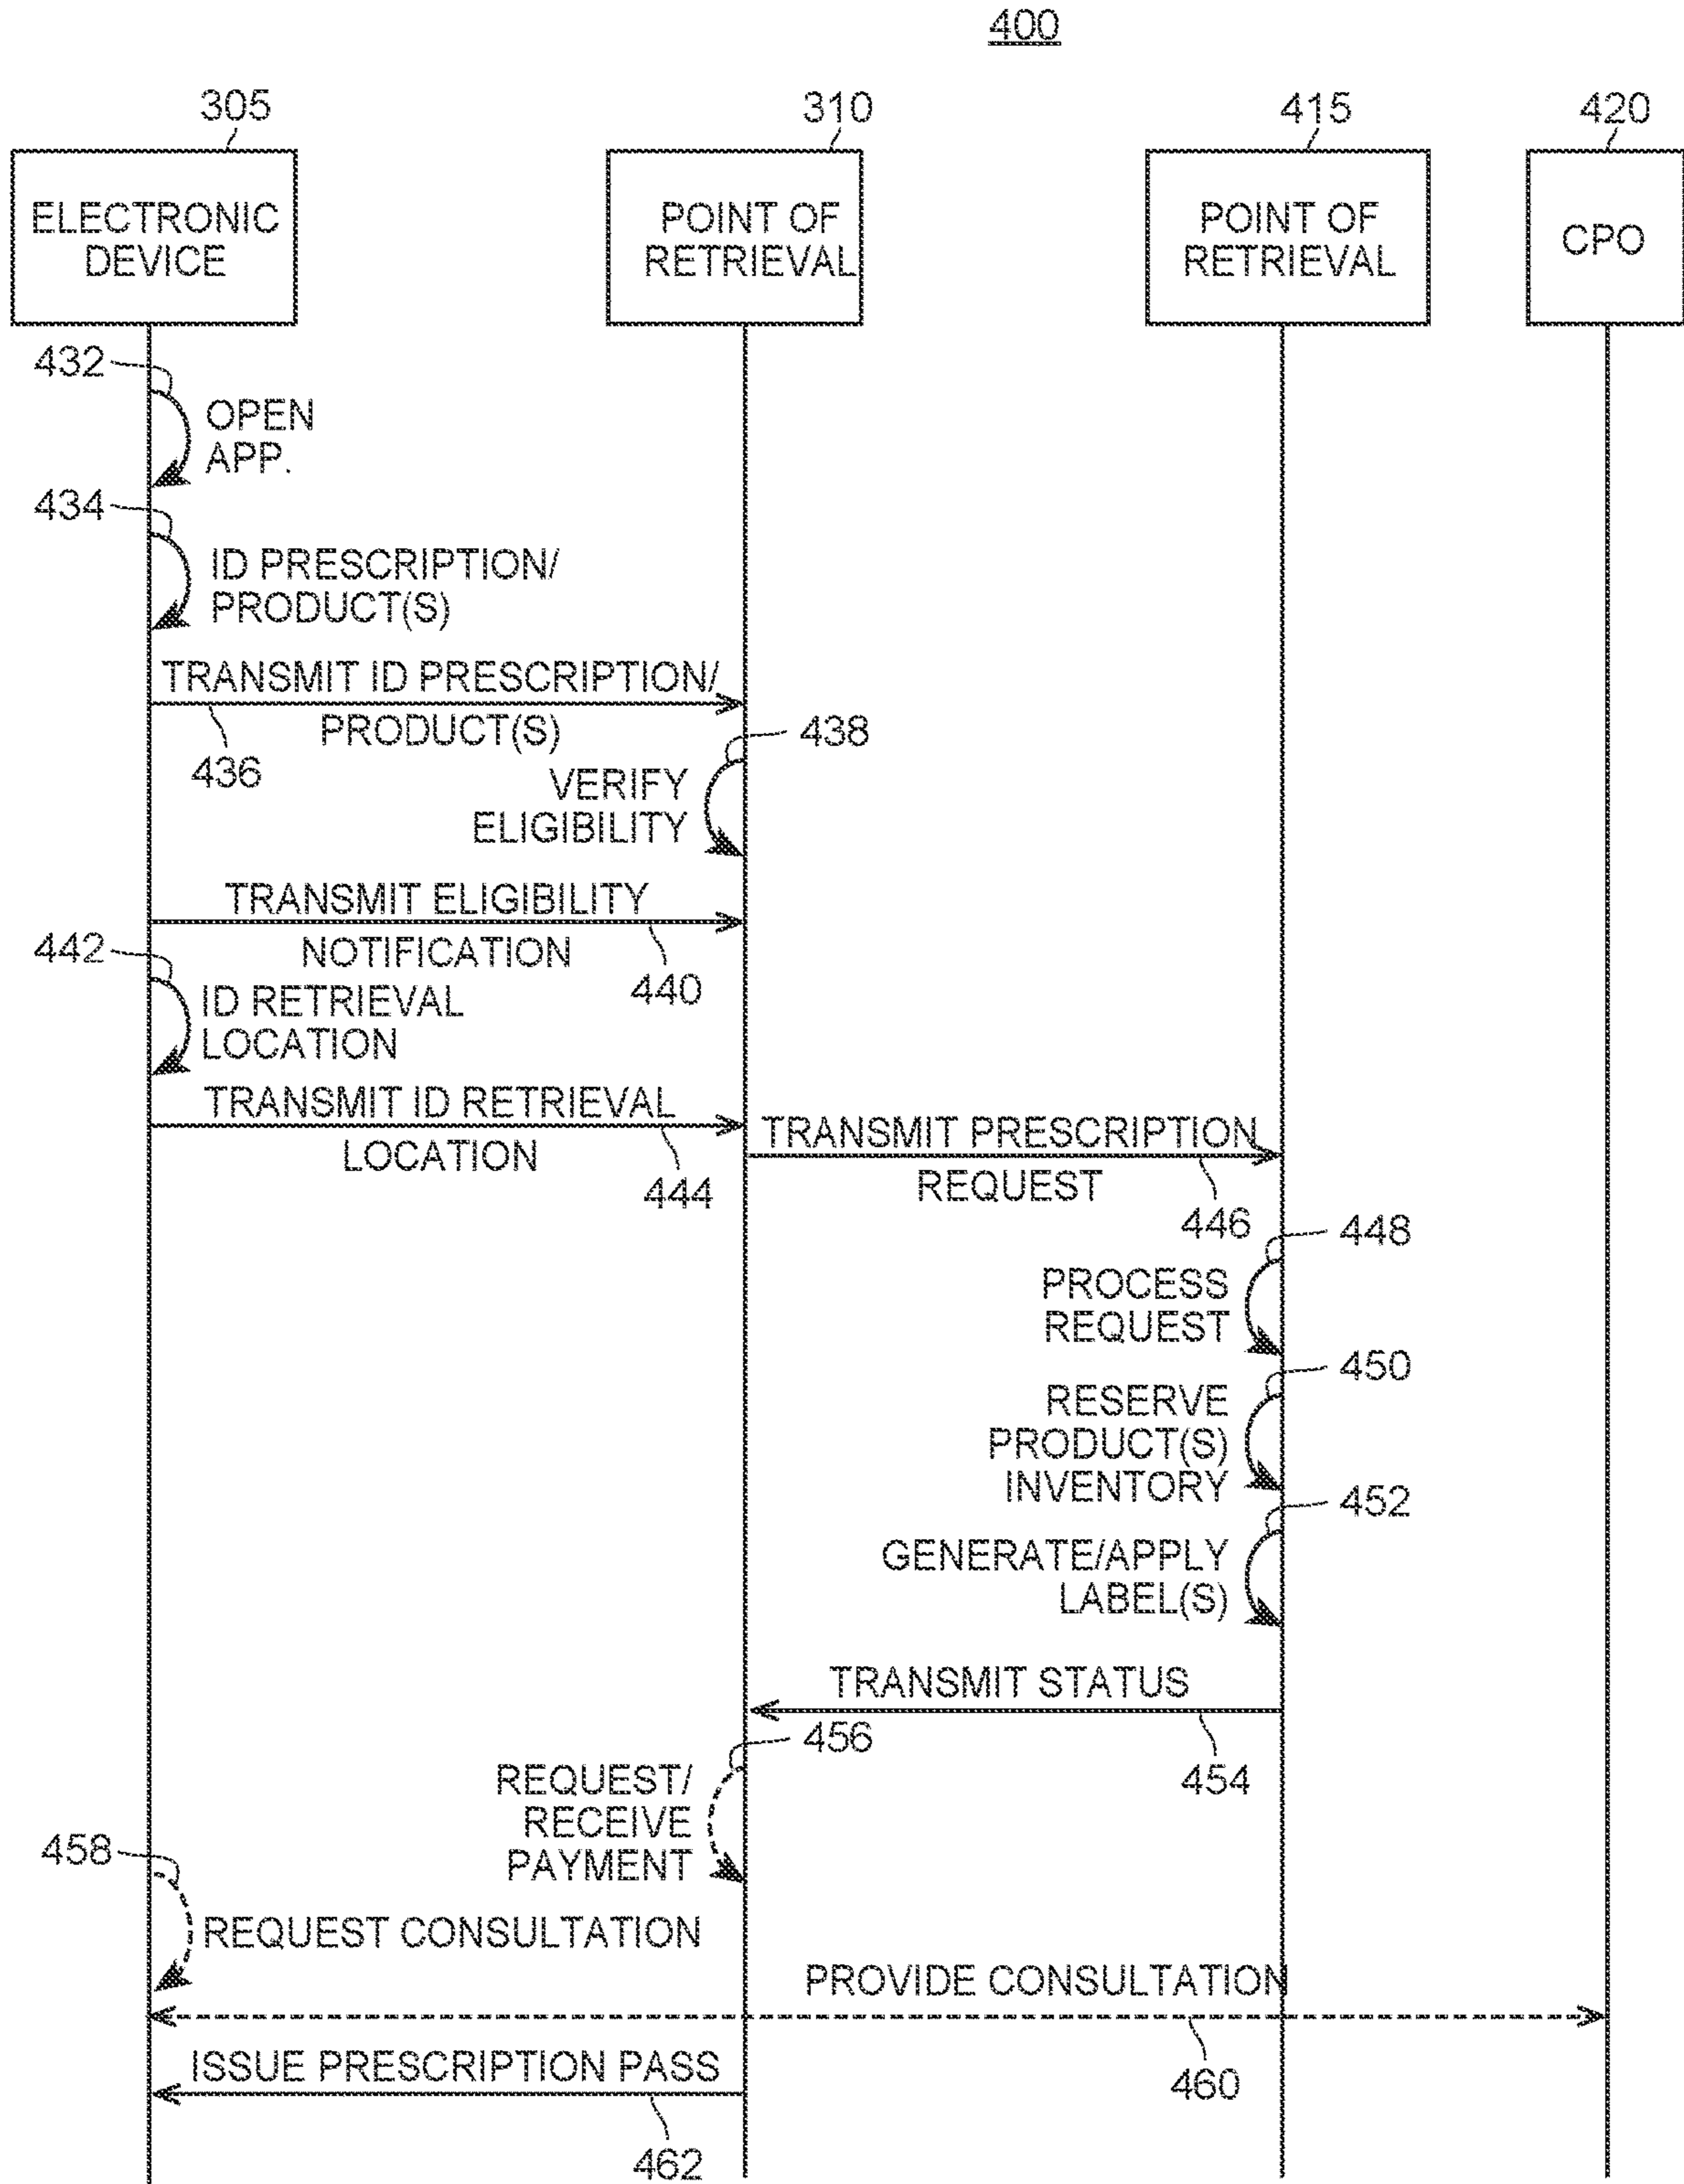 400
305
310
415
420
ELECTRONIC
DEVICE
POINT OF
RETRIEVAL
POINT OF
RETRIEVAL
CPO
432
OPEN
APP.
434
ID PRESCRIPTION/
PRODUCT(S)
TRANSMIT ID PRESCRIPTION/
PRODUCT(S)
436
438
VERIFY
ELIGIBILITY
TRANSMIT ELIGIBILITY
NOTIFICATION
440
442
ID RETRIEVAL
LOCATION
TRANSMIT ID RETRIEVAL
LOCATION
444
TRANSMIT PRESCRIPTION
REQUEST
446
448
PROCESS
REQUEST
450
RESERVE
PRODUCT(S)
INVENTORY
452
GENERATE/APPLY
LABEL(S)
TRANSMIT STATUS
454
456
REQUEST/
RECEIVE
PAYMENT
458
REQUEST CONSULTATION
PROVIDE CONSULTATION
460
ISSUE PRESCRIPTION PASS
462